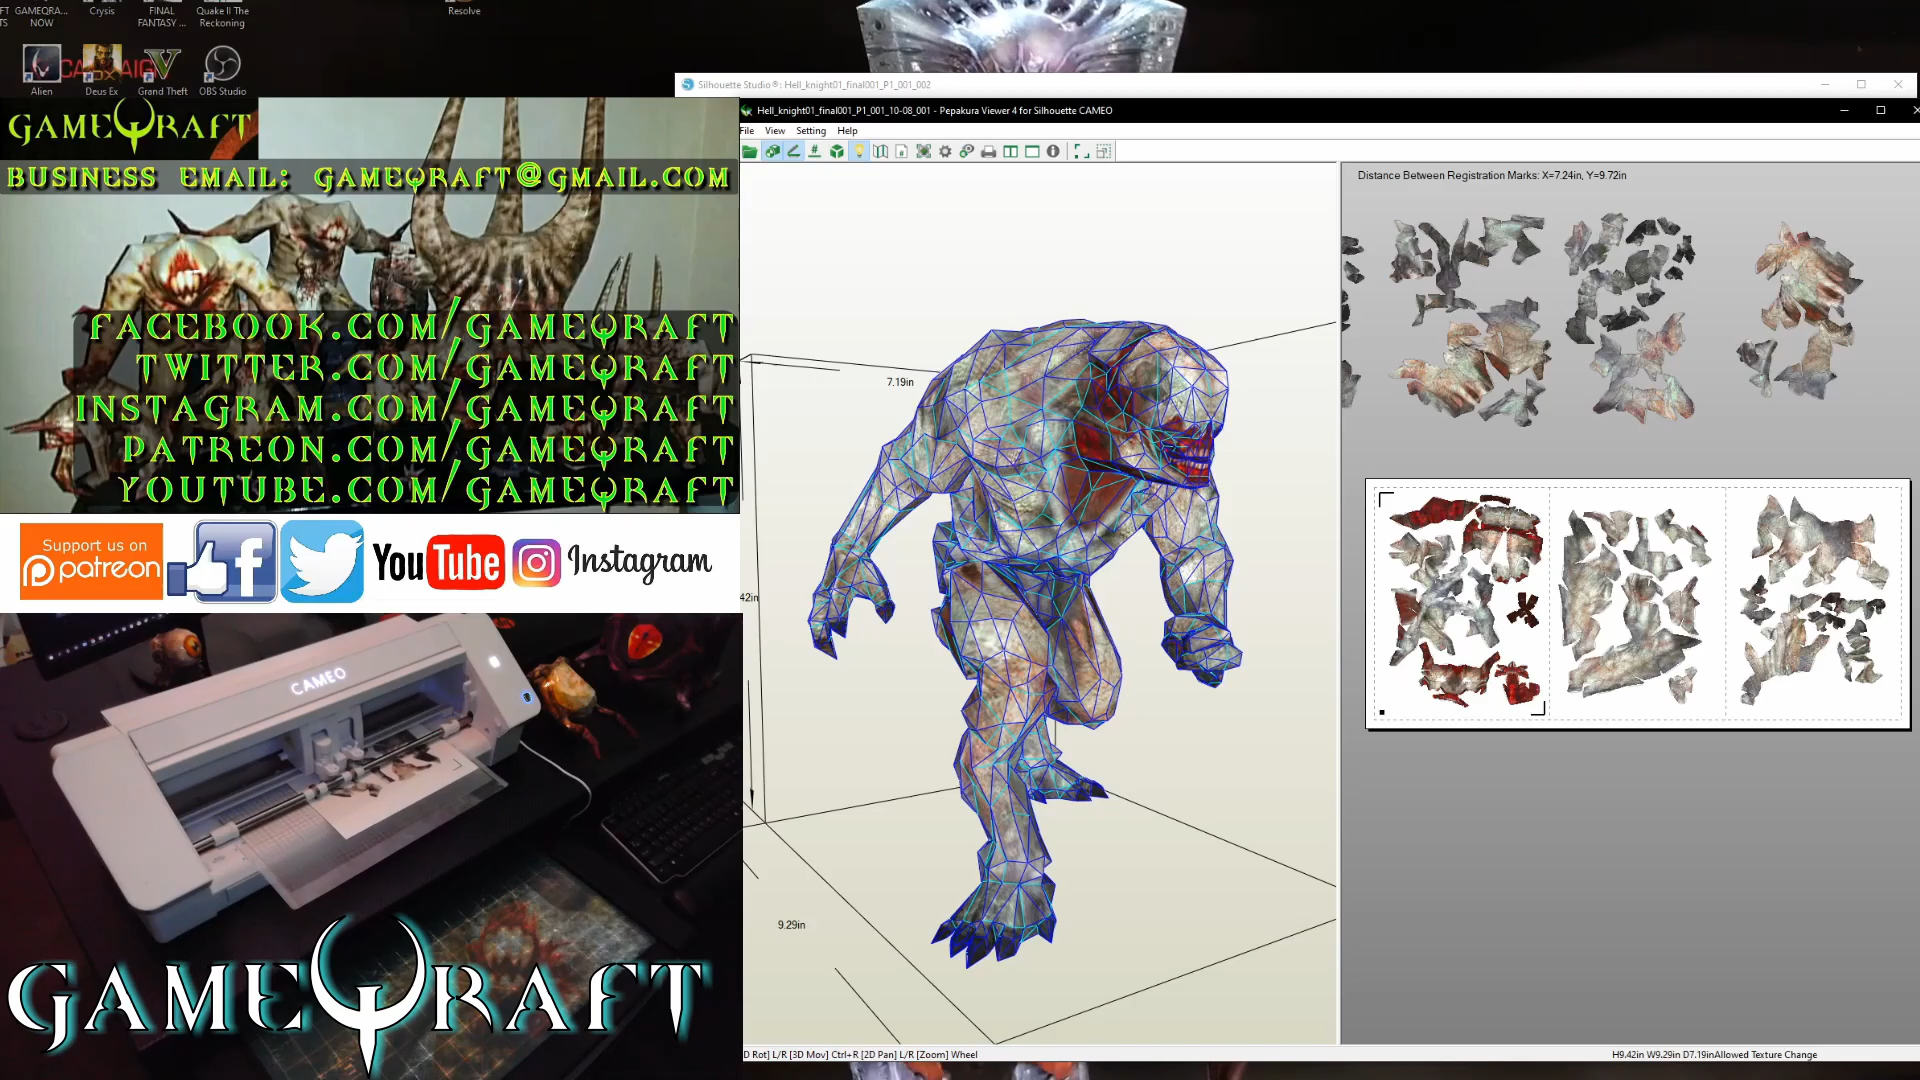 GAMEQRA...
NOW
Crysis
FINAL
FANTASY ...
Quake II The
Reckoning
Resolve
Alien
Deus Ex
Grand Theft
OBS Studio
Silhouette Studio®: Hell_knight01_final001_P1_001_002
Hell_knight01_final001_P1_001_10-08_001 - Pepakura Viewer 4 for Silhouette CAMEO
File View Setting Help
GAMEQRAFT
BUSINESS EMAIL: GAMEQRAFT@GMAIL.COM
FACEBOOK.COM/GAMEQRAFT
TWITTER.COM/GAMEQRAFT
INSTAGRAM.COM/GAMEQRAFT
PATREON.COM/GAMEQRAFT
YOUTUBE.COM/GAMEQRAFT
Support us on
patreon
YouTube
Instagram
CAMEO
GAMEQRAFT
7.19in
42in
9.29in
Distance Between Registration Marks: X=7.24in, Y=9.72in
D Rot] L/R [3D Mov] Ctrl+R [2D Pan] L/R [Zoom] Wheel
H9.42in W9.29in D7.19inAllowed Texture Change